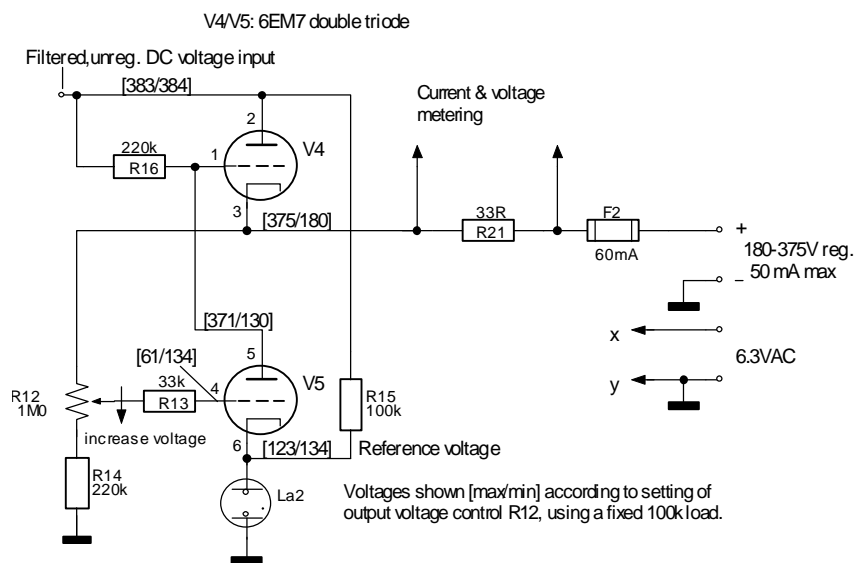 V4/V5: 6EM7 double triode
Filtered,unreg. DC voltage input
[383/384]
Current & voltage
metering
2
V4
220k
R16
1
3
[375/180]
33R
R21
F2
60mA
+
180-375V reg.
50 mA max
–
[371/130]
x
6.3VAC
y
[61/134]
5
V5
R12
1M0
33k
R13
4
R15
100k
increase voltage
6
[123/134]
Reference voltage
R14
220k
La2
Voltages shown [max/min] according to setting of
output voltage control R12, using a fixed 100k load.